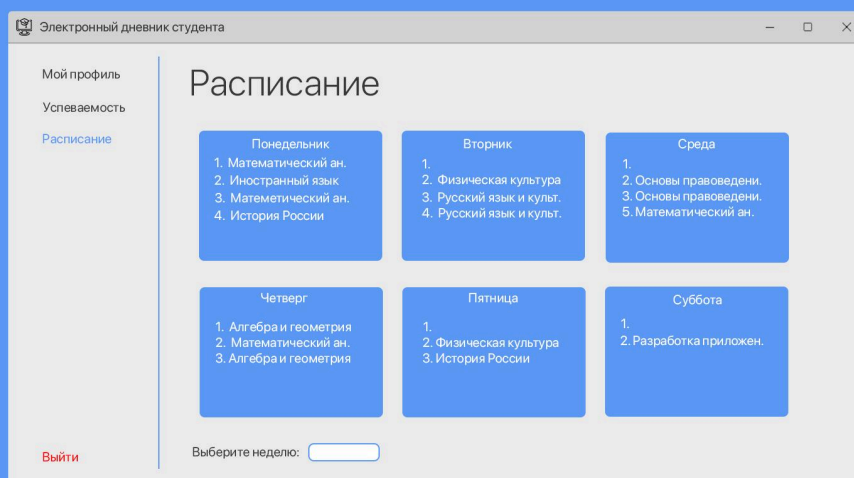 Электронный дневник студента
Мой профиль
Успеваемость
Расписание
Выйти
Расписание
Понедельник
1. Математический ан.
2. Иностранный язык
3. Метеметический ан.
4. История России
Вторник
1.
2. Физическая культура
3. Русский язык и культ.
4. Русский язык и культ.
Среда
1.
2. Основы правоведени.
3. Основы правоведени.
5. Математический ан.
Четверг
1. Алгебра и геометрия
2. Математический ан.
3. Алгебра и геометрия
Пятница
1.
2. Физическая культура
3. История России
Суббота
1.
2. Разработка приложен.
Выберите неделю: